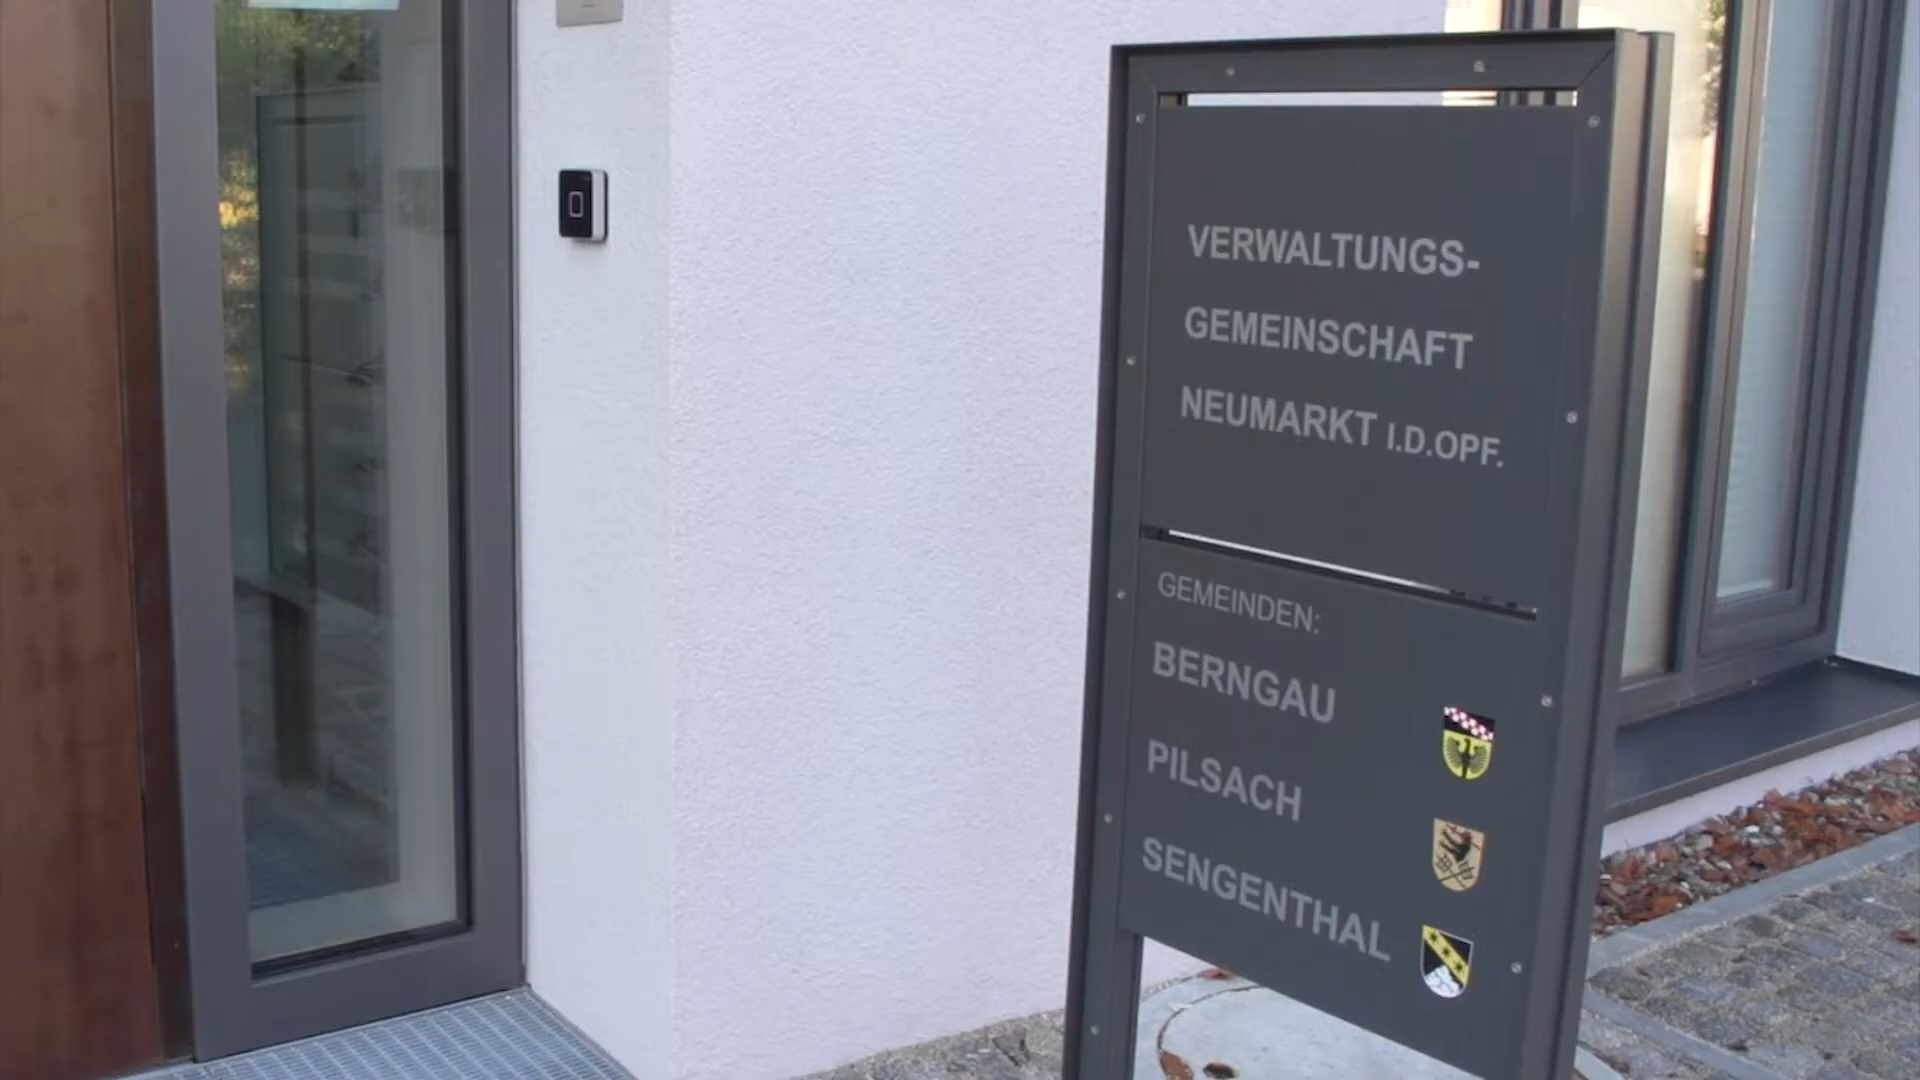 VERWALTUNGS-
GEMEINSCHAFT
NEUMARKT I.D.OPF.
GEMEINDEN:
BERNGAU
PILSACH
SENGENTHAL